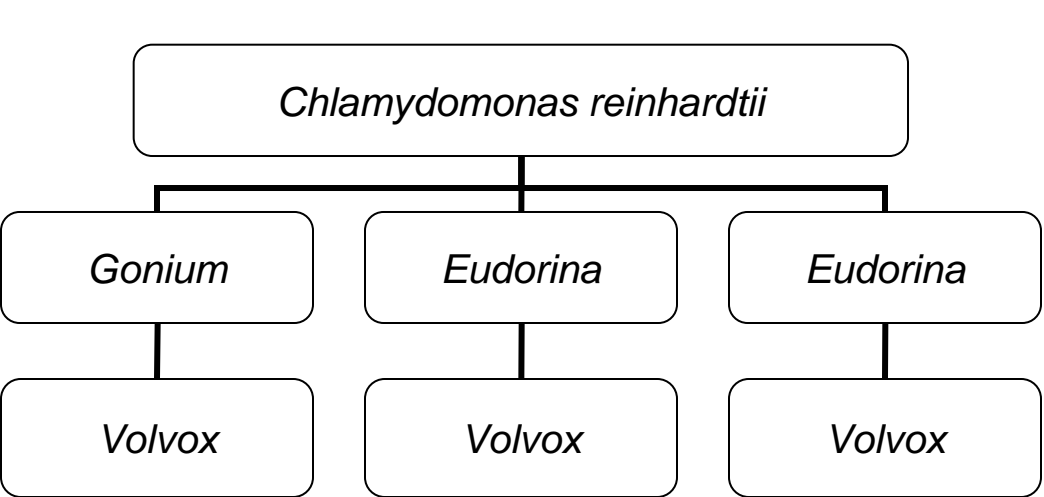 Chlamydomonas reinhardtii
Gonium
Eudorina
Eudorina
Volvox
Volvox
Volvox